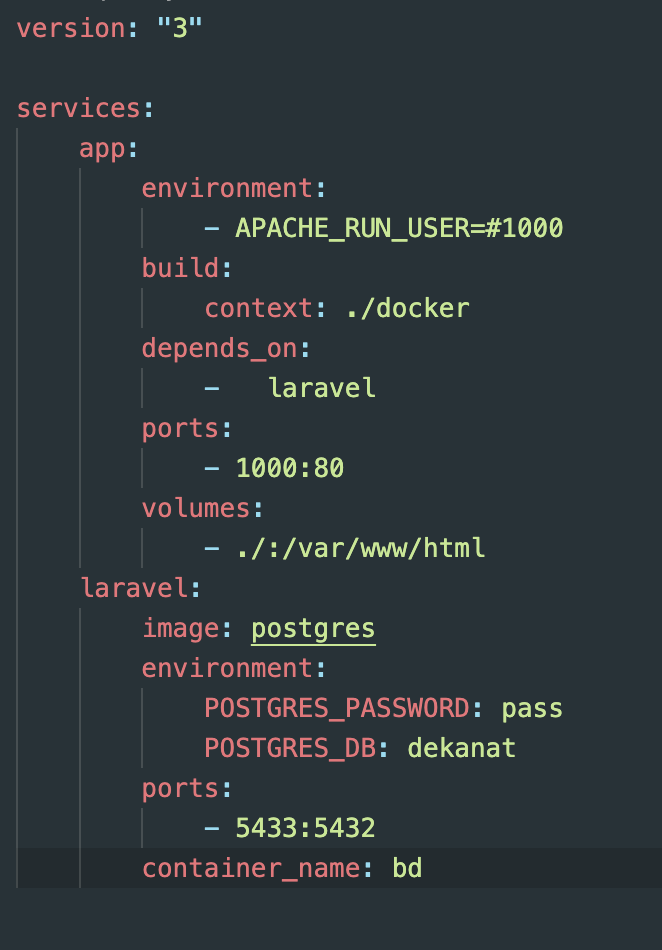 version: "3"
services:
app:
environment:
- APACHE_RUN_USER=#1000
build:
context: ./docker
depends_on:
-   laravel
ports:
- 1000:80
volumes:
- ./:/var/www/html
laravel:
image: postgres
environment:
POSTGRES_PASSWORD: pass
POSTGRES_DB: dekanat
ports:
- 5433:5432
container_name: bd